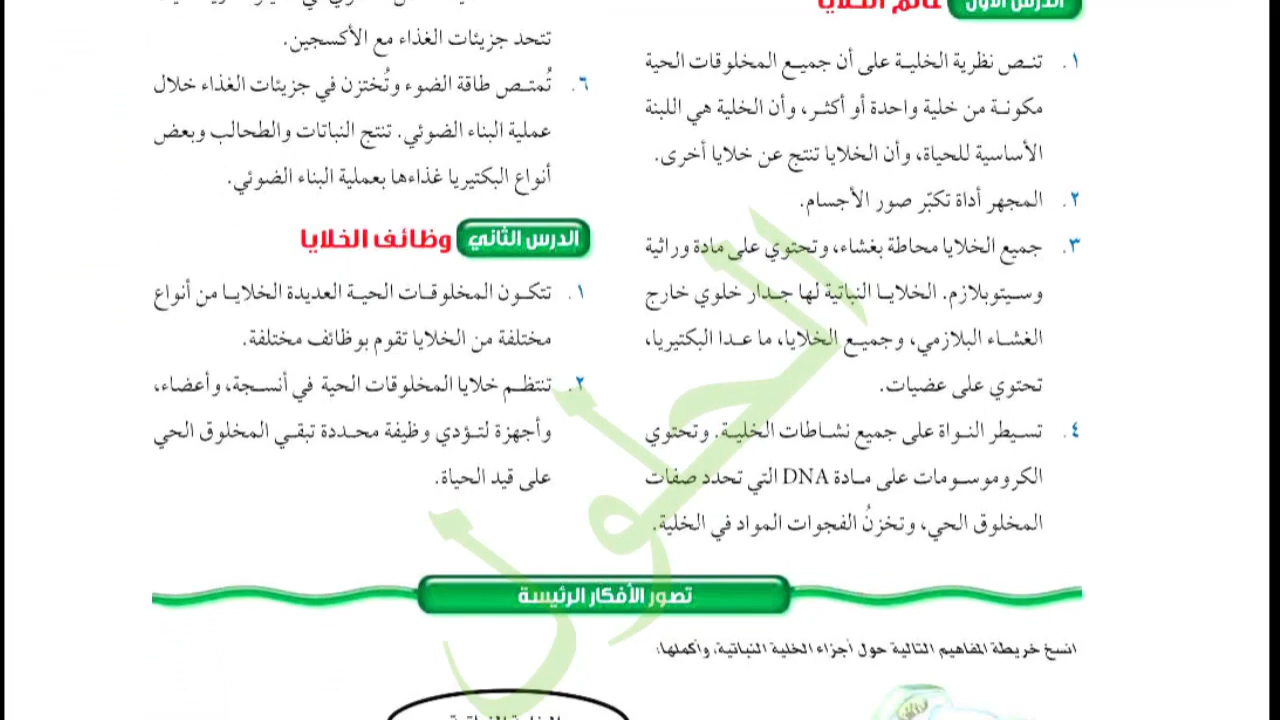 الدرس الأول عالم الخلايا
١. تنص نظرية الخلية على أن جميع المخلوقات الحية
مكونة من خلية واحدة أو أكثر، وأن الخلية هي اللبنة
الأساسية للحياة، وأن الخلايا تنتج عن خلايا أخرى.
٢. المجهر أداة تكبّر صور الأجسام.
٣. جميع الخلايا محاطة بغشاء، وتحتوي على مادة وراثية
وسيتوبلازم. الخلايا النباتية لها جدار خلوي خارج
الغشاء البلازمي، وجميع الخلايا، ما عدا البكتيريا،
تحتوي على عضيات.
٤. تسيطر النواة على جميع نشاطات الخلية. وتحتوي
الكروموسومات على مادة DNA التي تحدد صفات
المخلوق الحي، وتخزنُ الفجوات المواد في الخلية.
تتحد جزيئات الغذاء مع الأكسجين.
٦. تُمتص طاقة الضوء وتُختزن في جزيئات الغذاء خلال
عملية البناء الضوئي. تنتج النباتات والطحالب وبعض
أنواع البكتيريا غذاءها بعملية البناء الضوئي.
الدرس الثاني وظائف الخلايا
١. تتكون المخلوقات الحية العديدة الخلايا من أنواع
مختلفة من الخلايا تقوم بوظائف مختلفة.
٢. تنتظم خلايا المخلوقات الحية في أنسجة، وأعضاء،
وأجهزة لتؤدي وظيفة محددة تبقي المخلوق الحي
على قيد الحياة.
الحلول
تصور الأفكار الرئيسة
انسخ خريطة المفاهيم التالية حول أجزاء الخلية النباتية، وأكملها: